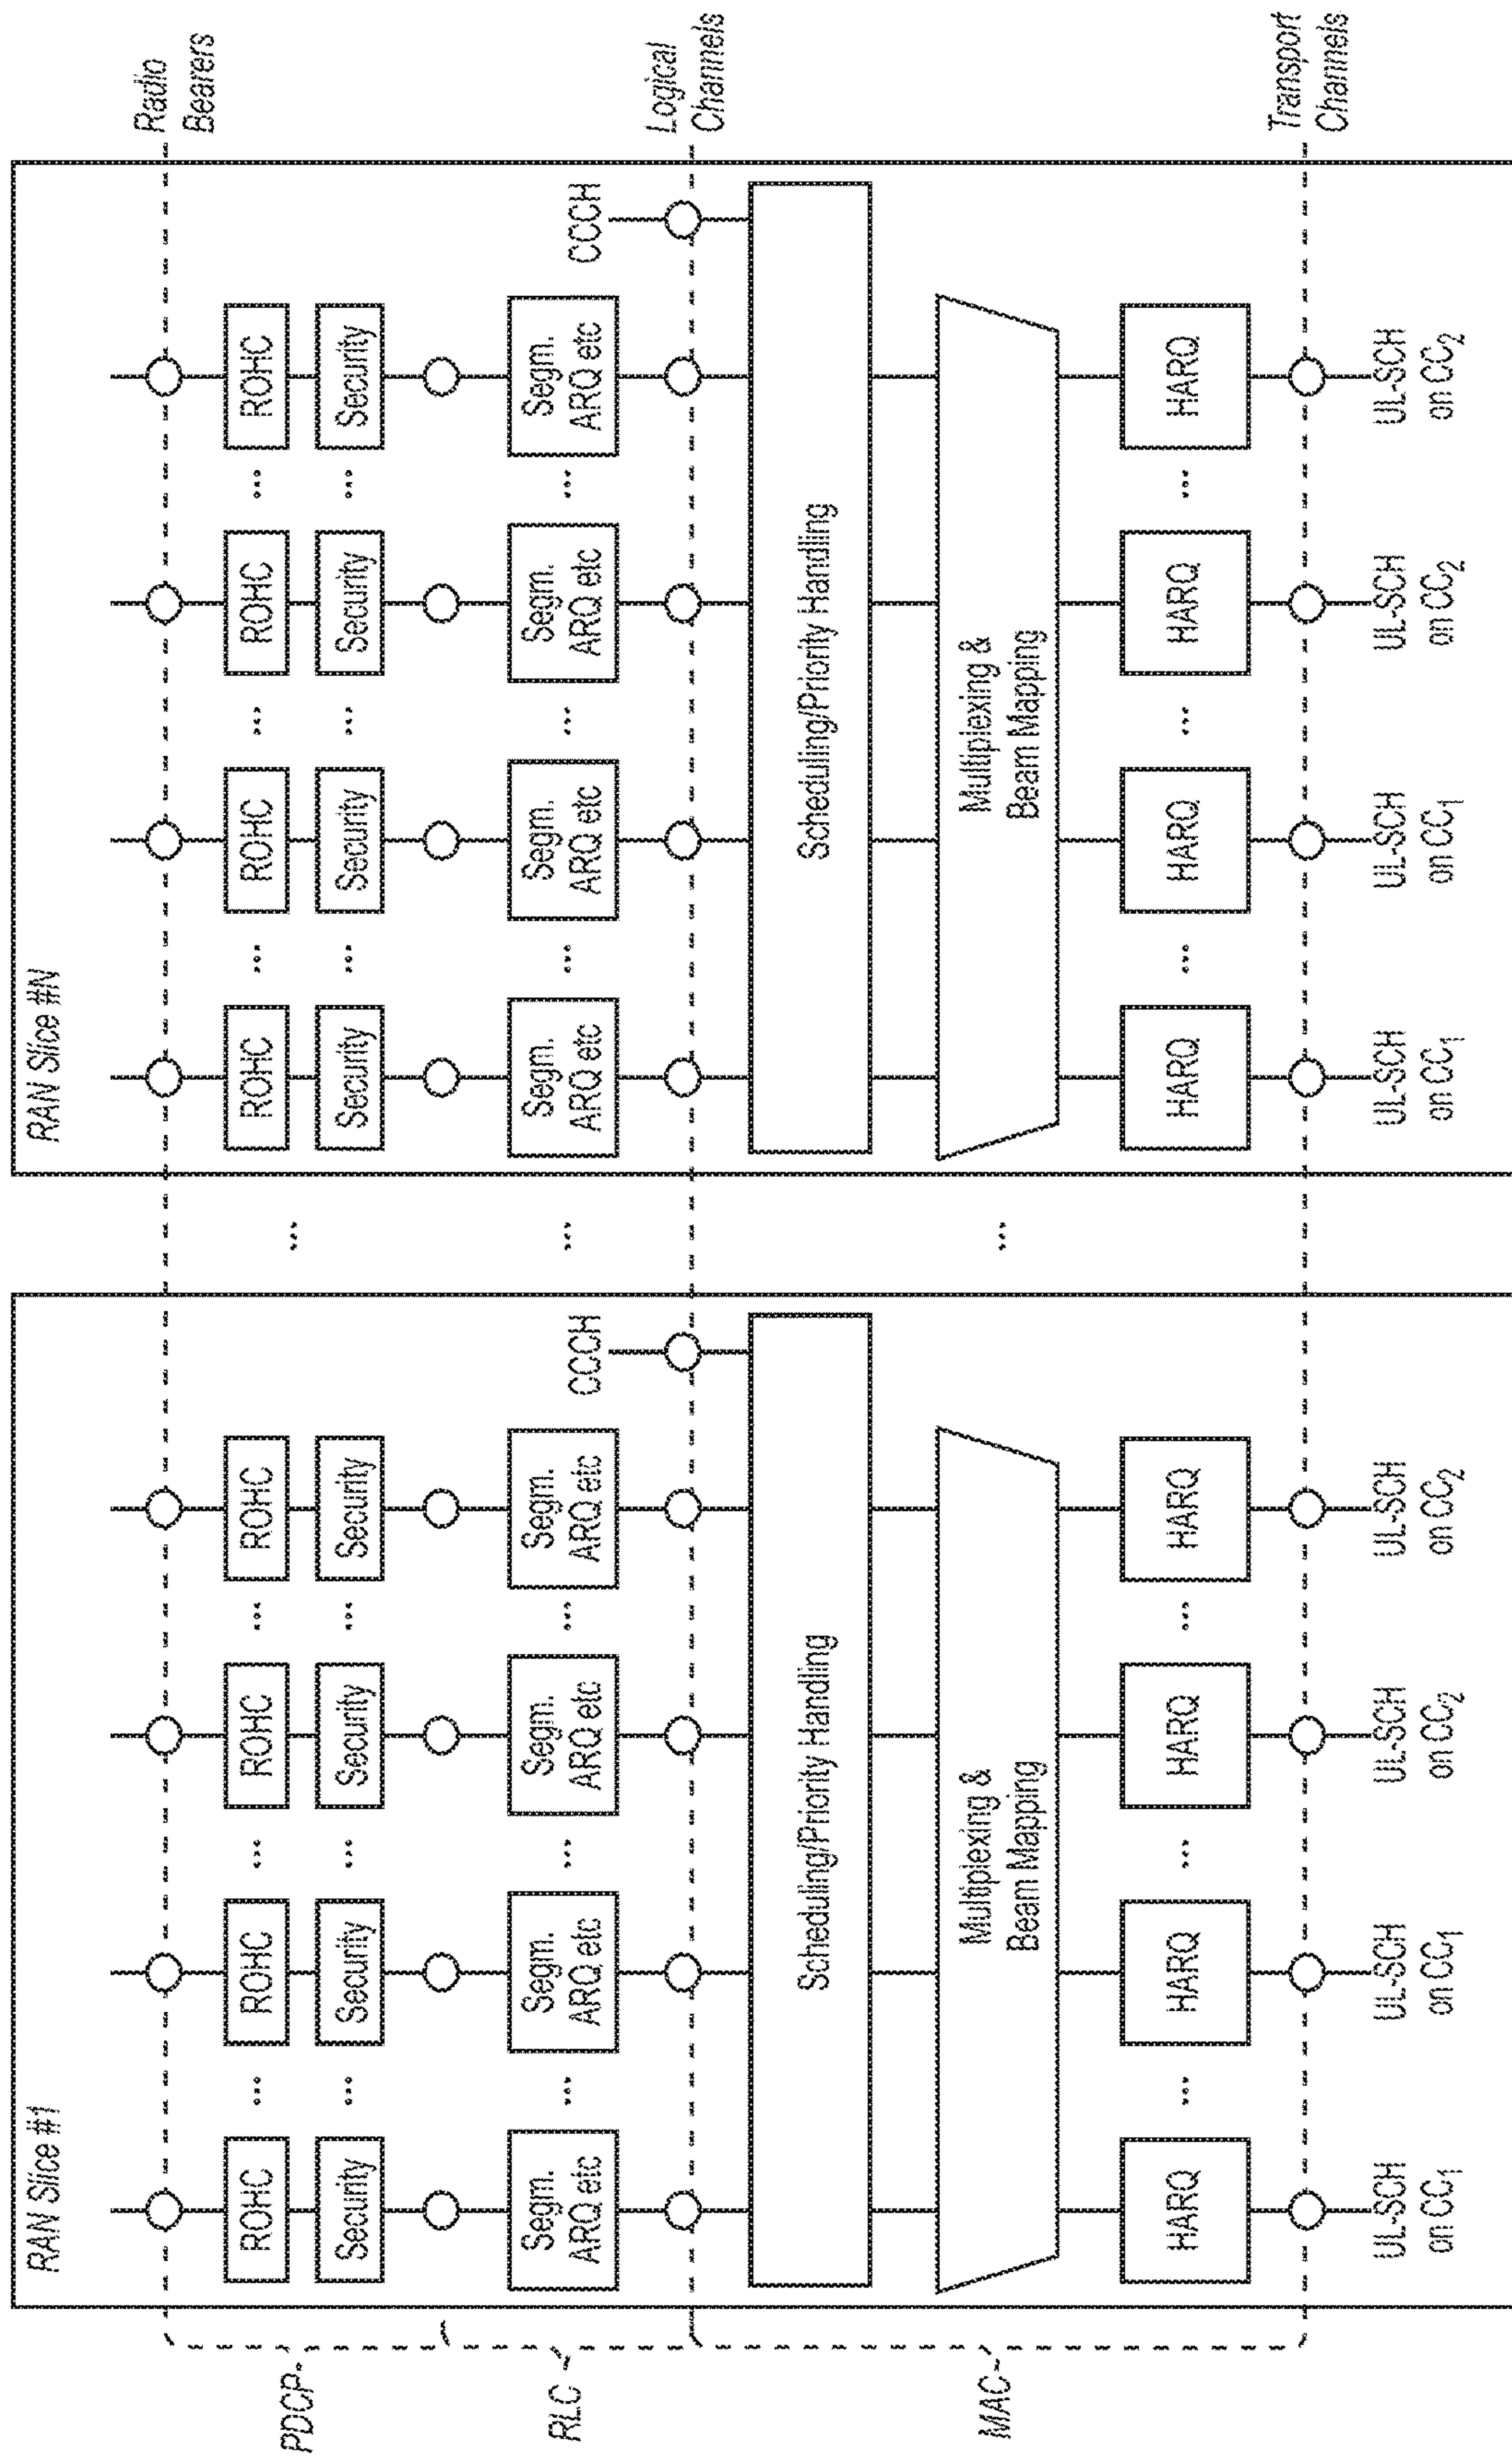 RAN Slice #1
RAN Slice #N
Radio
Bearers
ROHC ... ROHC ... ROHC ... ROHC
ROHC ... ROHC ... ROHC ... ROHC
PDCP
...
Security ... Security ... Security ... Security
Security ... Security ... Security ... Security
CCCH
CCCH
Segm.
ARQ etc
...
Segm.
ARQ etc
...
Segm.
ARQ etc
...
Segm.
ARQ etc
RLC
...
Segm.
ARQ etc
...
Segm.
ARQ etc
...
Segm.
ARQ etc
...
Segm.
ARQ etc
Logical
Channels
Scheduling/Priority Handling
Scheduling/Priority Handling
Multiplexing &
Beam Mapping
MAC
...
Multiplexing &
Beam Mapping
HARQ ... HARQ ... HARQ ... HARQ
HARQ ... HARQ ... HARQ ... HARQ
Transport
Channels
UL-SCH
on CC1
UL-SCH
on CC1
UL-SCH
on CC2
UL-SCH
on CC2
UL-SCH
on CC1
UL-SCH
on CC1
UL-SCH
on CC2
UL-SCH
on CC2